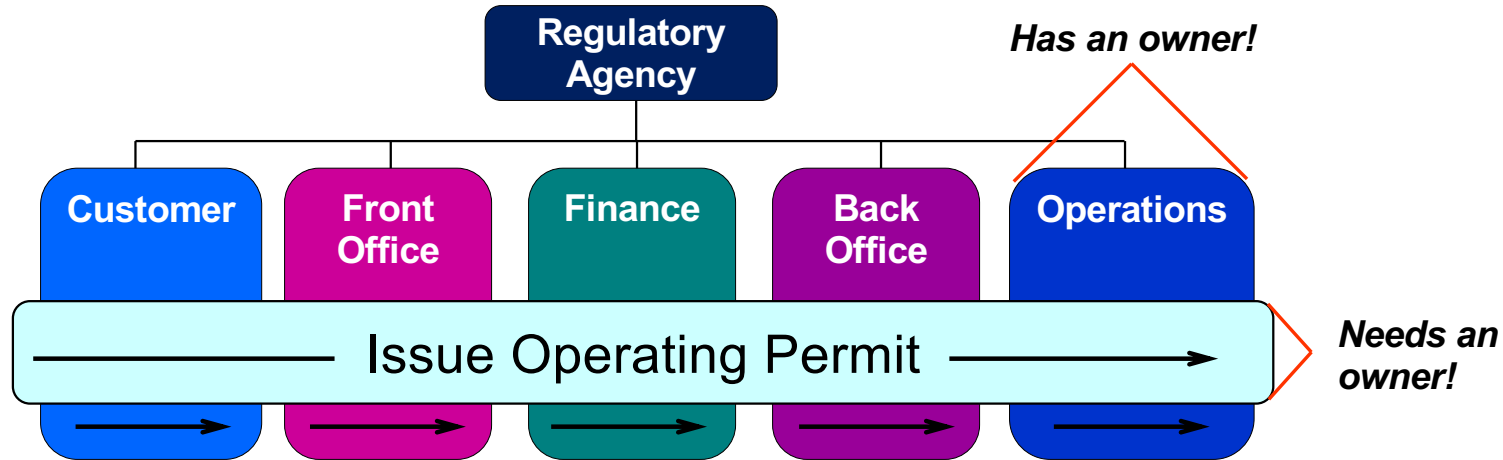 Regulatory
Agency
Has an owner!
Customer
Front
Office
Finance
Back
Office
Operations
Issue Operating Permit
Needs an
owner!